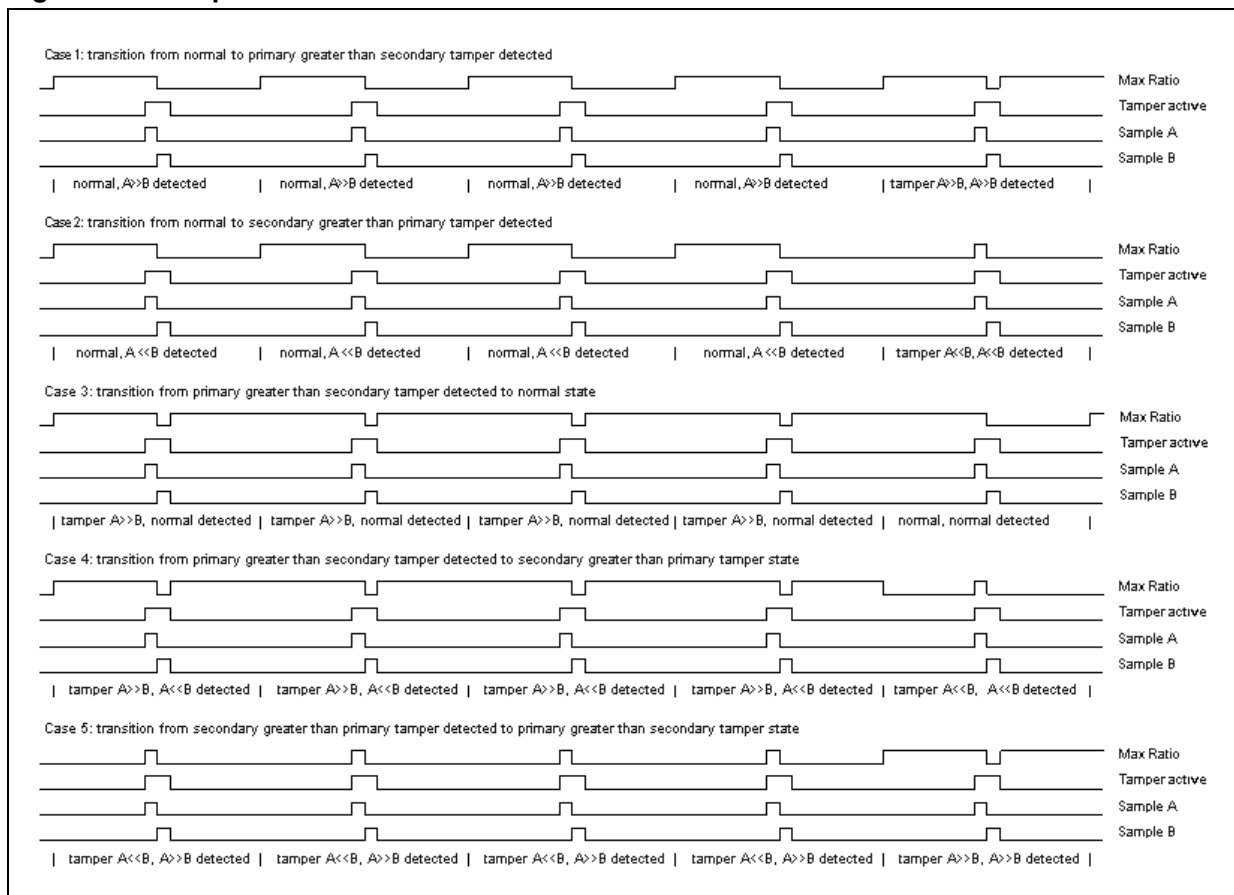 Case 1: transition from normal to primary greater than secondary tamper detected
Max Ratio
Tamper active
Sample A
Sample B
| normal, A>>B detected | normal, A>>B detected | normal, A>>B detected | normal, A>>B detected | tamper A>>B, A>>B detected |
Case 2: transition from normal to secondary greater than primary tamper detected
Max Ratio
Tamper active
Sample A
Sample B
| normal, A<<B detected | normal, A<<B detected | normal, A<<B detected | normal, A<<B detected | tamper A<<B, A<<B detected |
Case 3: transition from primary greater than secondary tamper detected to normal state
Max Ratio
Tamper active
Sample A
Sample B
| tamper A>>B, normal detected | tamper A>>B, normal detected | tamper A>>B, normal detected | tamper A>>B, normal detected | normal, normal detected |
Case 4: transition from primary greater than secondary tamper detected to secondary greater than primary tamper state
Max Ratio
Tamper active
Sample A
Sample B
| tamper A>>B, A<<B detected | tamper A>>B, A<<B detected | tamper A>>B, A<<B detected | tamper A>>B, A<<B detected | tamper A<<B, A<<B detected |
Case 5: transition from secondary greater than primary tamper detected to primary greater than secondary tamper state
Max Ratio
Tamper active
Sample A
Sample B
| tamper A<<B, A>>B detected | tamper A<<B, A>>B detected | tamper A<<B, A>>B detected | tamper A<<B, A>>B detected | tamper A>>B, A>>B detected |